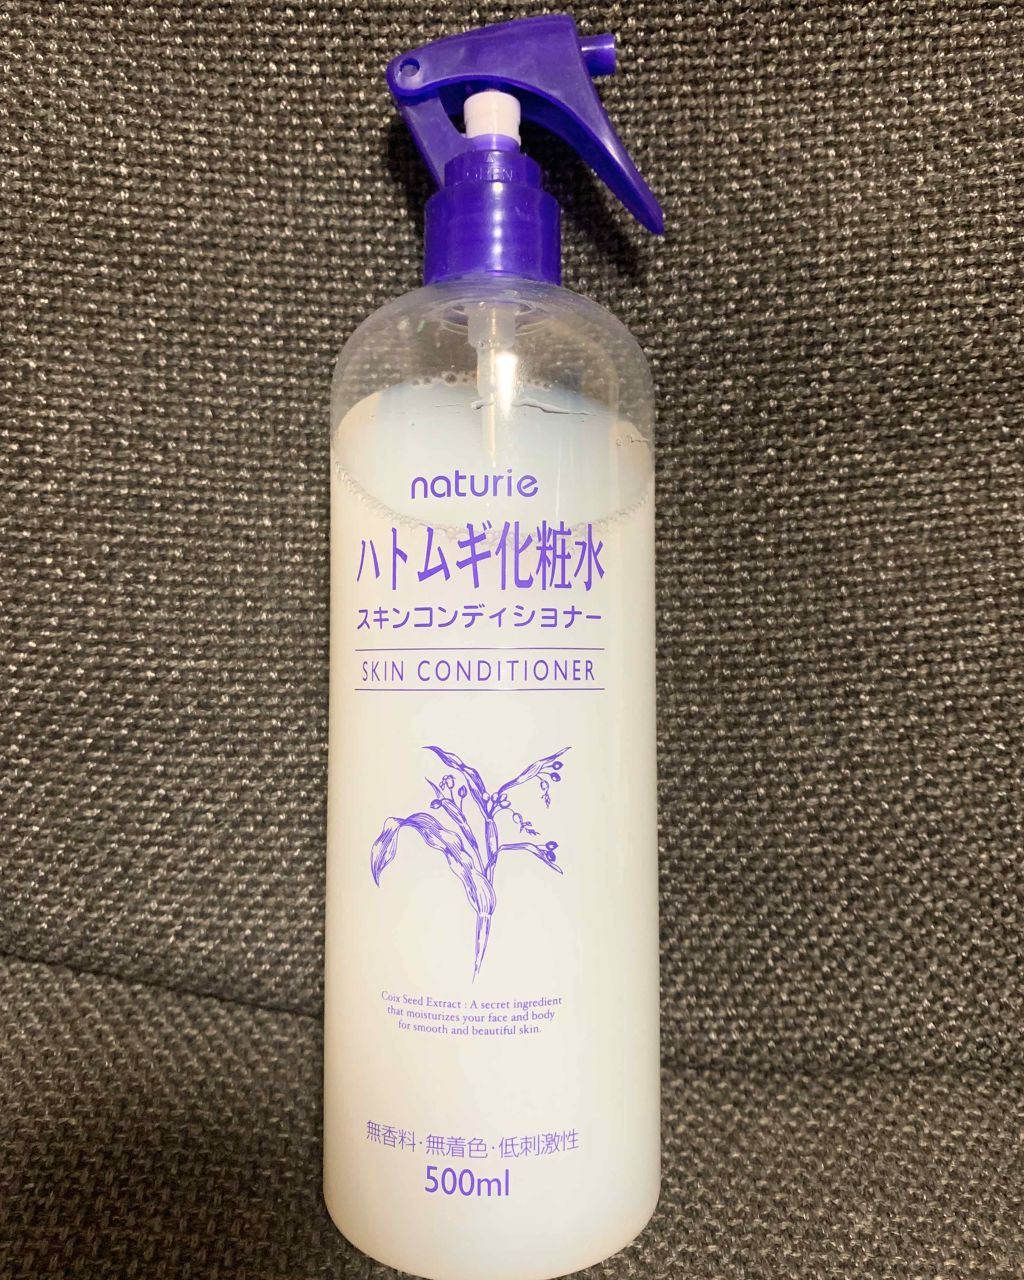 OPEN
naturie
ハトムギ化粧水
スキンコンディショナー
SKIN CONDITIONER
Coix Seed Extract : A secret ingredient
that moisturizes your face and body
for smooth and beautiful skin.
無香料・無着色・低刺激性
500ml